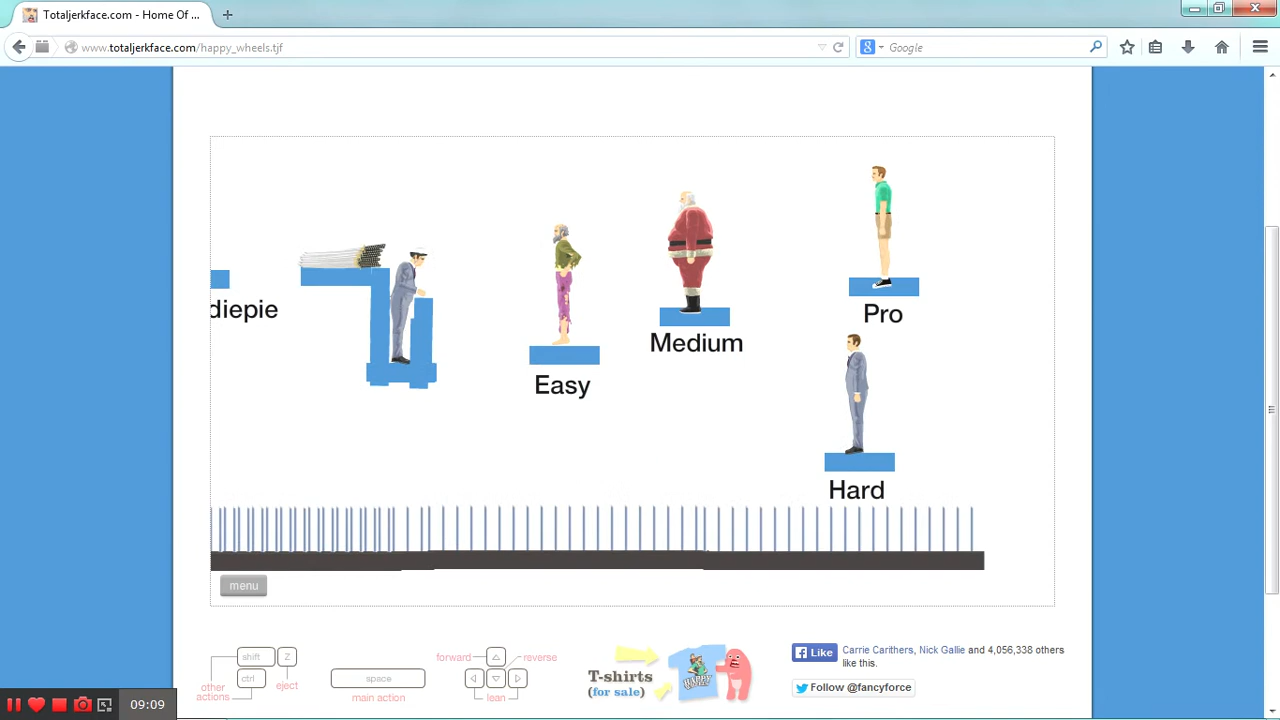 Totaljerkface.com - Home Of ...
www.totaljerkface.com/happy_wheels.tjf
Google
diepie
Easy
Medium
Pro
Hard
menu
shift
Z
ctrl
other
actions
eject
space
main action
forward
reverse
lean
T-shirts
(for sale)
HAPPY WHEELS
Like
Carrie Carithers, Nick Gallie and 4,056,338 others
like this.
Follow @fancyforce
09:09